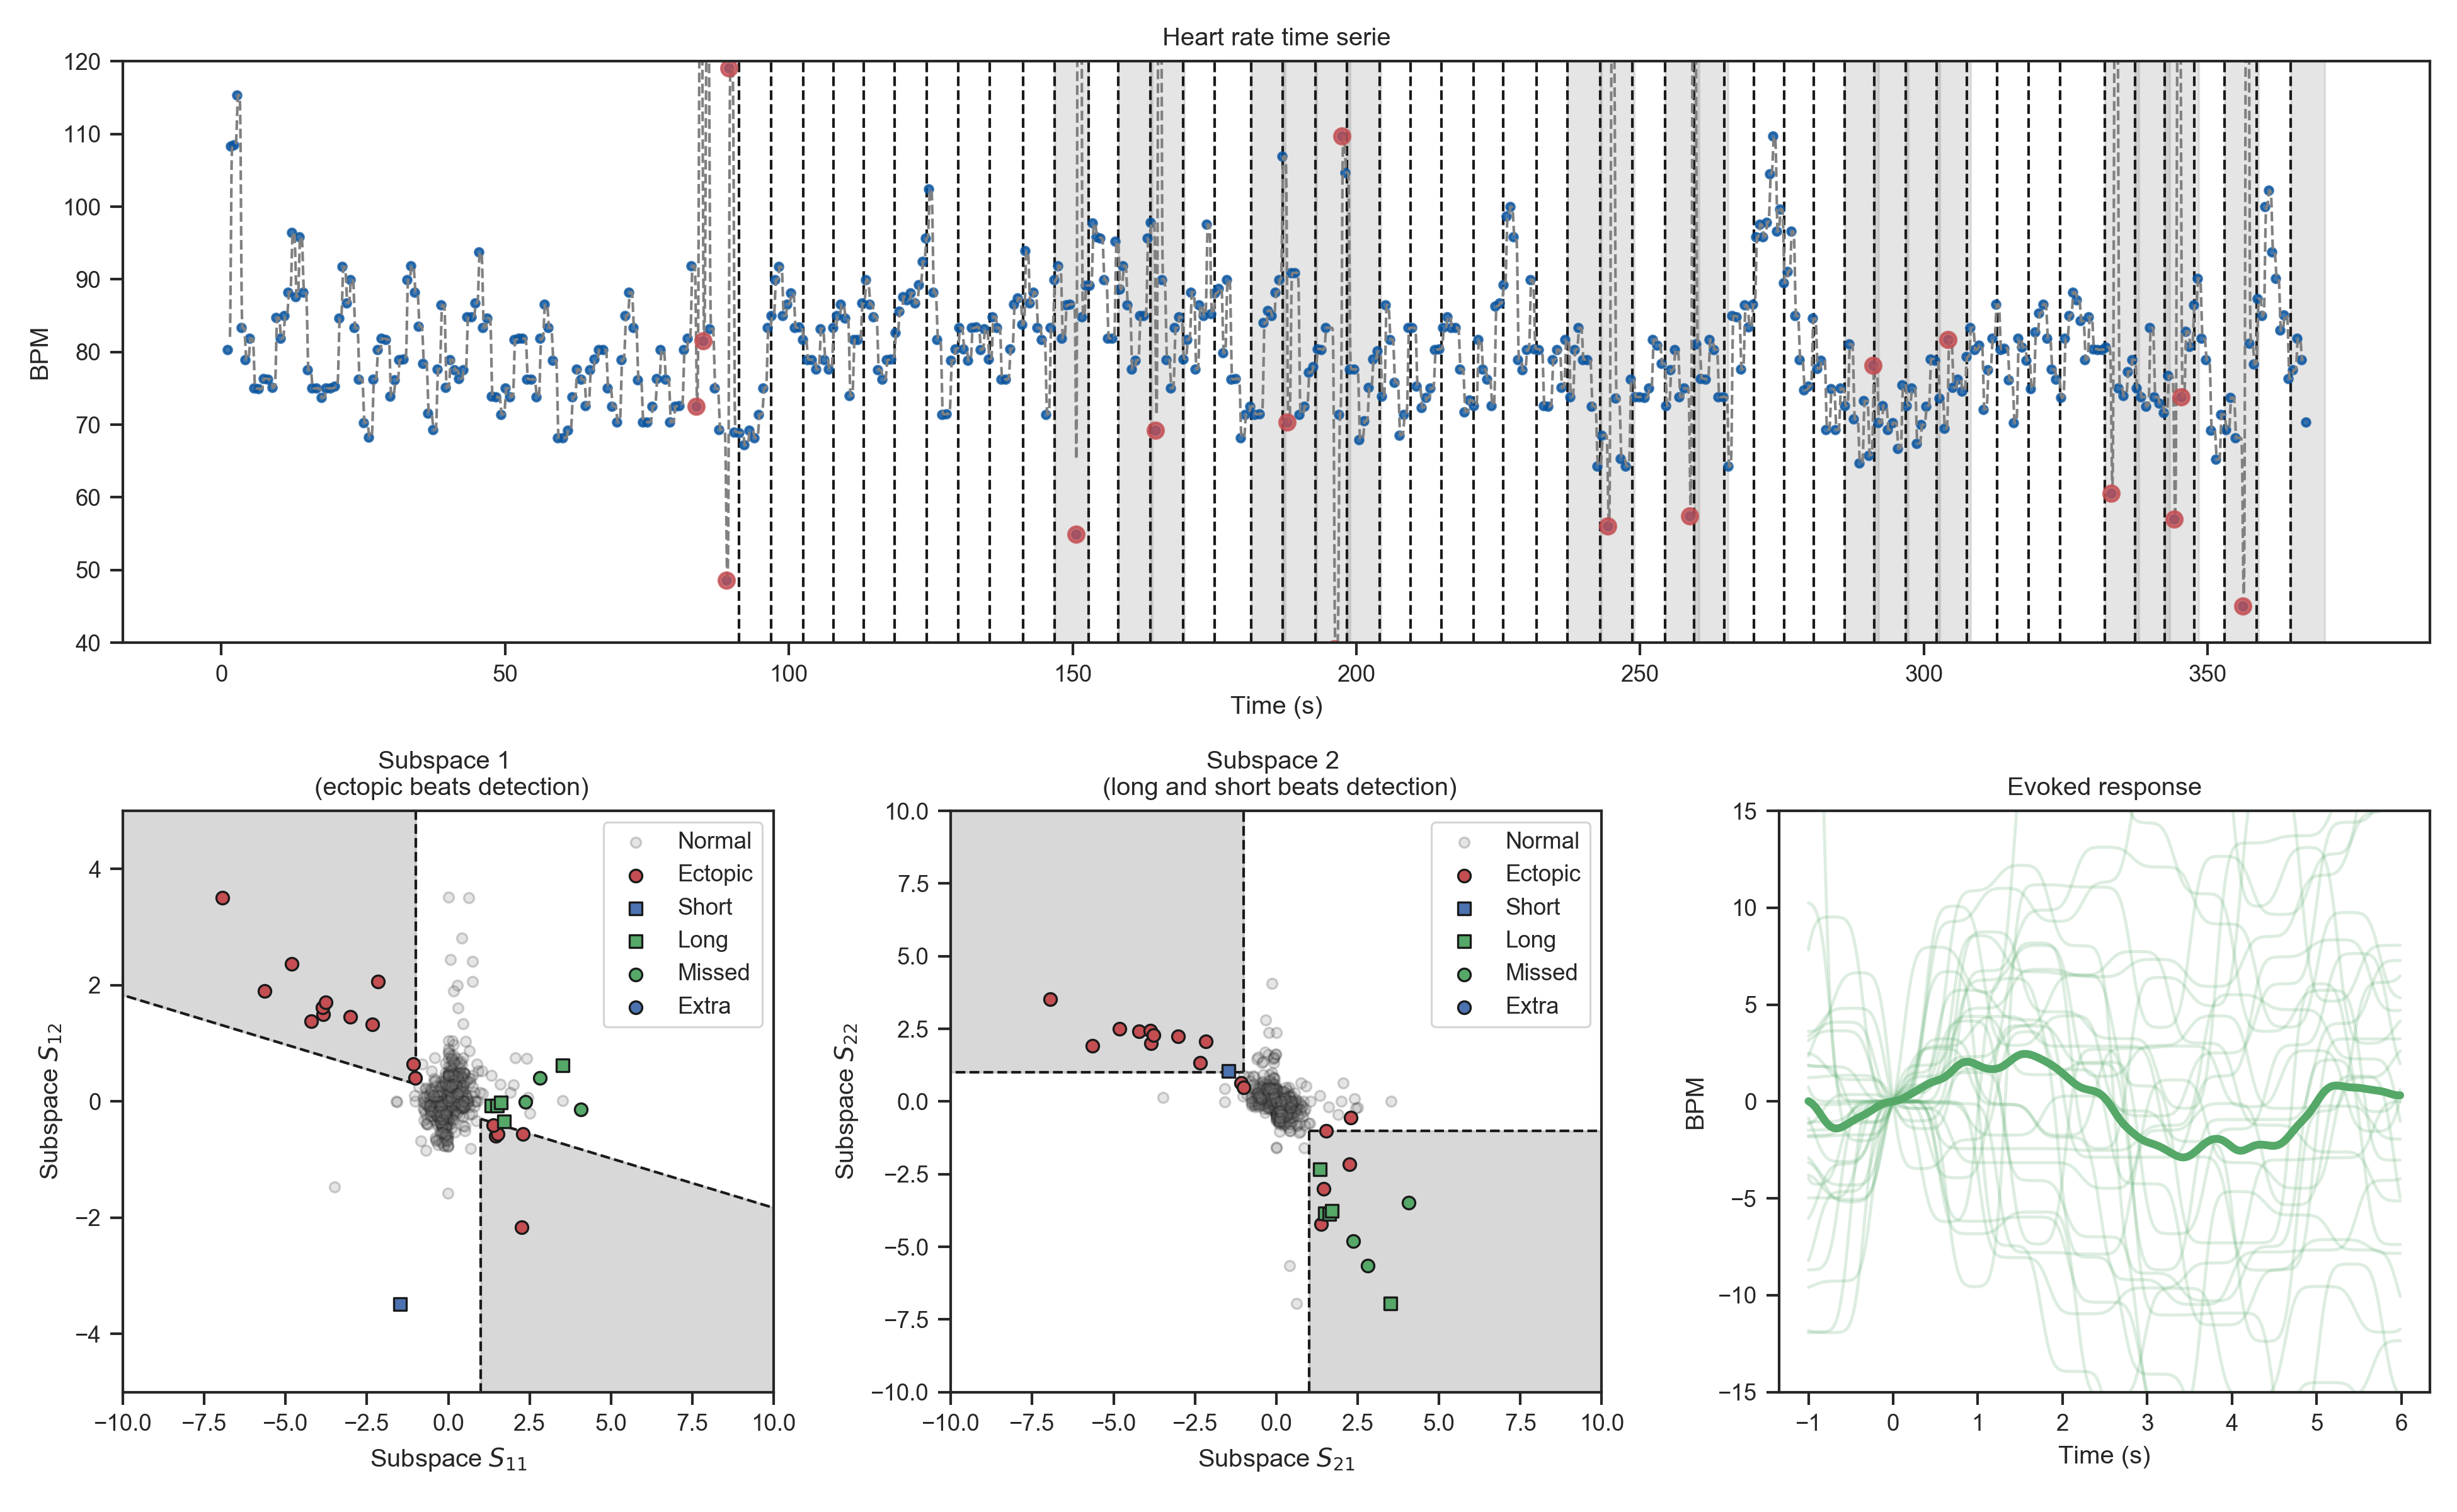 Heart rate time serie
120
110
100
90
80
70
60
50
40
BPM
0 50 100 150 200 250 300 350
Time (s)
Subspace 1
(ectopic beats detection)
4
2
0
−2
−4
Subspace S12
Normal
Ectopic
Short
Long
Missed
Extra
−10.0 −7.5 −5.0 −2.5 0.0 2.5 5.0 7.5 10.0
Subspace S11
Subspace 2
(long and short beats detection)
10.0
7.5
5.0
2.5
0.0
−2.5
−5.0
−7.5
−10.0
Subspace S22
Normal
Ectopic
Short
Long
Missed
Extra
−10.0 −7.5 −5.0 −2.5 0.0 2.5 5.0 7.5 10.0
Subspace S21
Evoked response
15
10
5
0
−5
−10
−15
BPM
−1 0 1 2 3 4 5 6
Time (s)